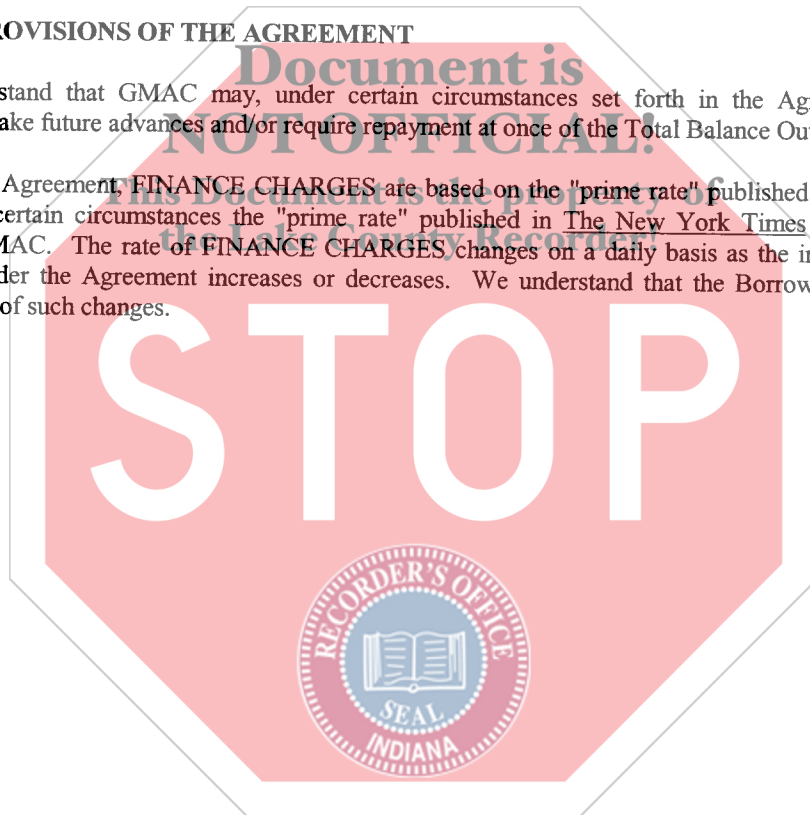 ROVISIONS OF THE AGREEMENT
Document is
stand that GMAC may, under certain circumstances set forth in the Ag
ake future advances and/or require repayment at once of the Total Balance Ou
NOT OFFICIAL!
Agreement, FINANCE CHARGES are based on the "prime rate" published
This Document is the property of
certain circumstances the "prime rate" published in The New York Times
MAC. The rate of FINANCE CHARGES changes on a daily basis as the in
the Lake County Recorder!
der the Agreement increases or decreases. We understand that the Borrow
of such changes.
STOP
RECORDER'S OFFICE
SEAL
INDIANA